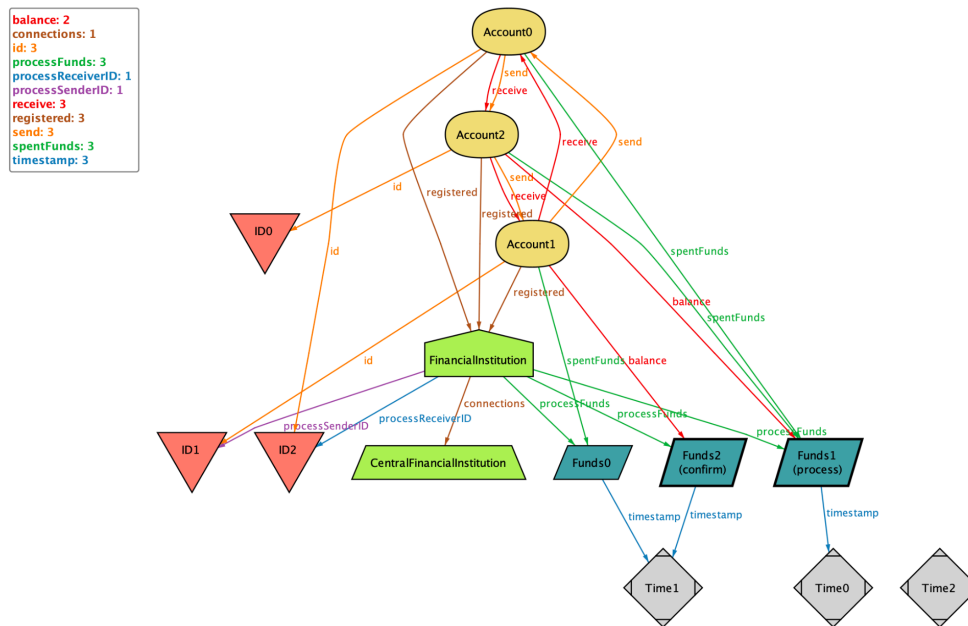 balance: 2
connections: 1
id: 3
processFunds: 3
processReceiverID: 1
processSenderID: 1
receive: 3
registered: 3
send: 3
spentFunds: 3
timestamp: 3
Account0
send
receive
Account2
receive
send
id
send
registered
registered
receive
ID0
Account1
id
spentFunds
registered
balance
spentFunds
FinancialInstitution
id
spentFunds
balance
connections
processFunds
processReceiverID
processFunds
processSenderID
processFunds
ID1
ID2
CentralFinancialInstitution
Funds0
Funds2
(confirm)
Funds1
(process)
timestamp
timestamp
timestamp
Time1
Time0
Time2